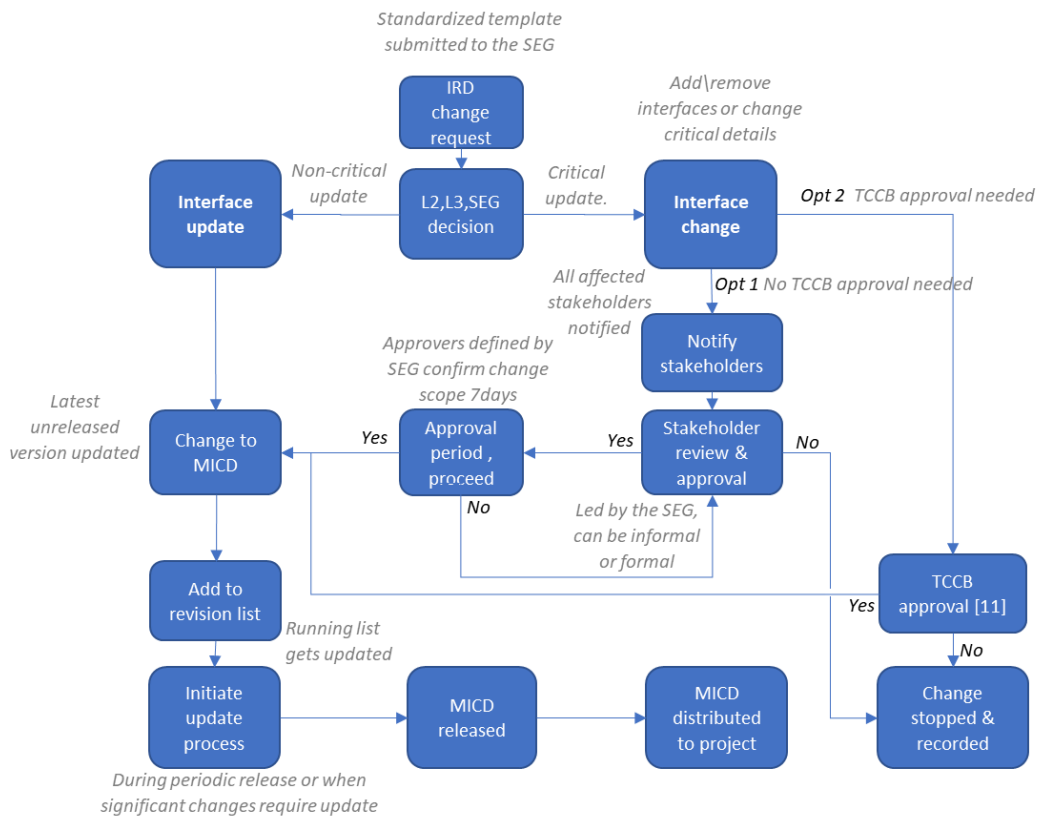 Standardized template
submitted to the SEG
IRD
change
request
Add\remove
interfaces or change
critical details
Non-critical
update
Critical
update.
Interface
update
L2,L3,SEG
decision
Interface
change
Opt 2 TCCB approval needed
All affected
stakeholders
notified
Opt 1 No TCCB approval needed
Notify
stakeholders
Approvers defined by
SEG confirm change
scope 7days
Latest
unreleased
version updated
Change to
MICD
Yes
Approval
period ,
proceed
Yes
Stakeholder
review &
approval
No
No
Led by the SEG,
can be informal
or formal
Add to
revision list
Yes
TCCB
approval [11]
Running list
gets updated
No
Initiate
update
process
MICD
released
MICD
distributed
to project
Change
stopped &
recorded
During periodic release or when
significant changes require update